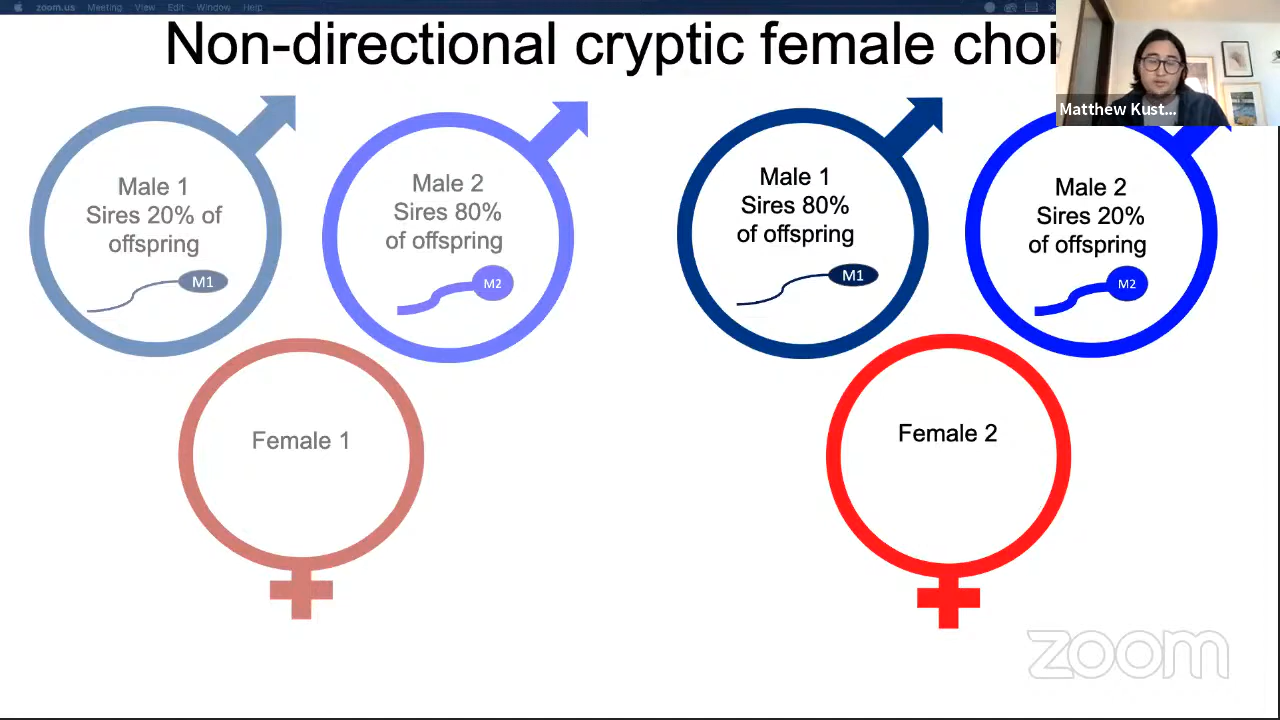 zoom.us Meeting View Edit Window Help
Non-directional cryptic female choi
Matthew Kust...
Male 1
Sires 20% of
offspring
M1
Male 2
Sires 80%
of offspring
M2
Male 1
Sires 80%
of offspring
M1
Male 2
Sires 20%
of offspring
M2
Female 1
Female 2
zoom